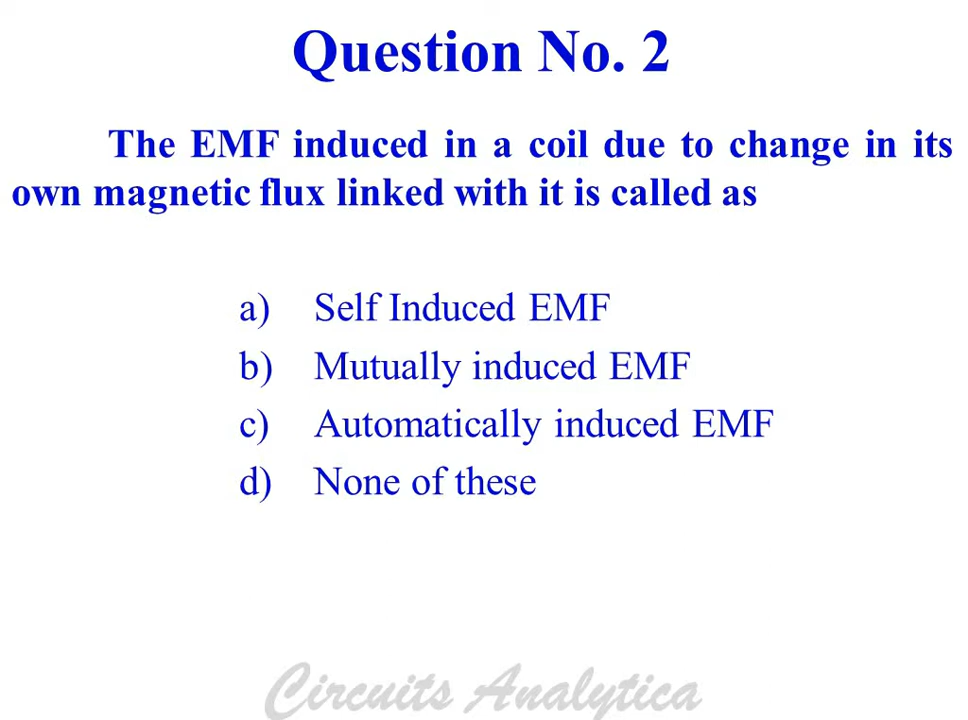 Question No. 2
The EMF induced in a coil due to change in its
own magnetic flux linked with it is called as
a) Self Induced EMF
b) Mutually induced EMF
c) Automatically induced EMF
d) None of these
Circuits Analytica